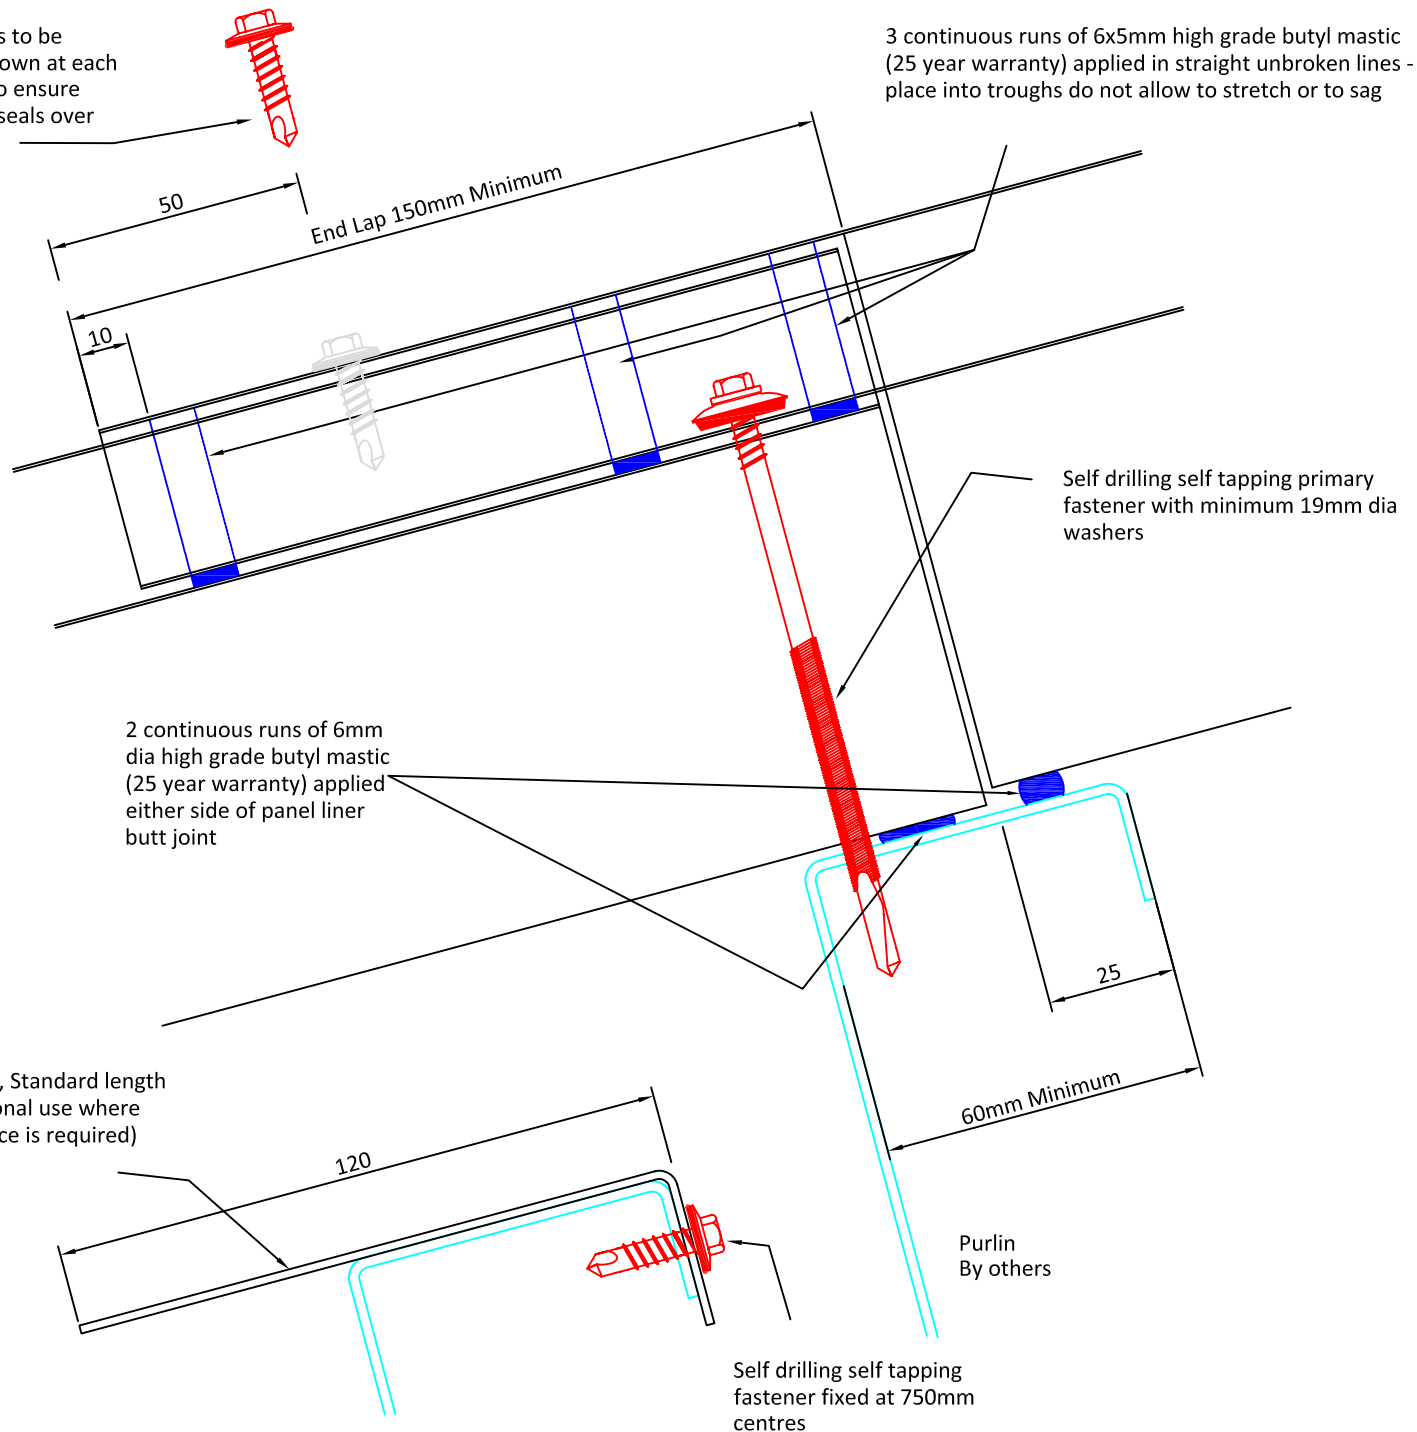 s to be
own at each
o ensure
seals over
3 continuous runs of 6x5mm high grade butyl mastic
(25 year warranty) applied in straight unbroken lines -
place into troughs do not allow to stretch or to sag
50
End Lap 150mm Minimum
10
Self drilling self tapping primary
fastener with minimum 19mm dia
washers
2 continuous runs of 6mm
dia high grade butyl mastic
(25 year warranty) applied
either side of panel liner
butt joint
25
60mm Minimum
, Standard length
onal use where
ce is required)
120
Purlin
By others
Self drilling self tapping
fastener fixed at 750mm
centres